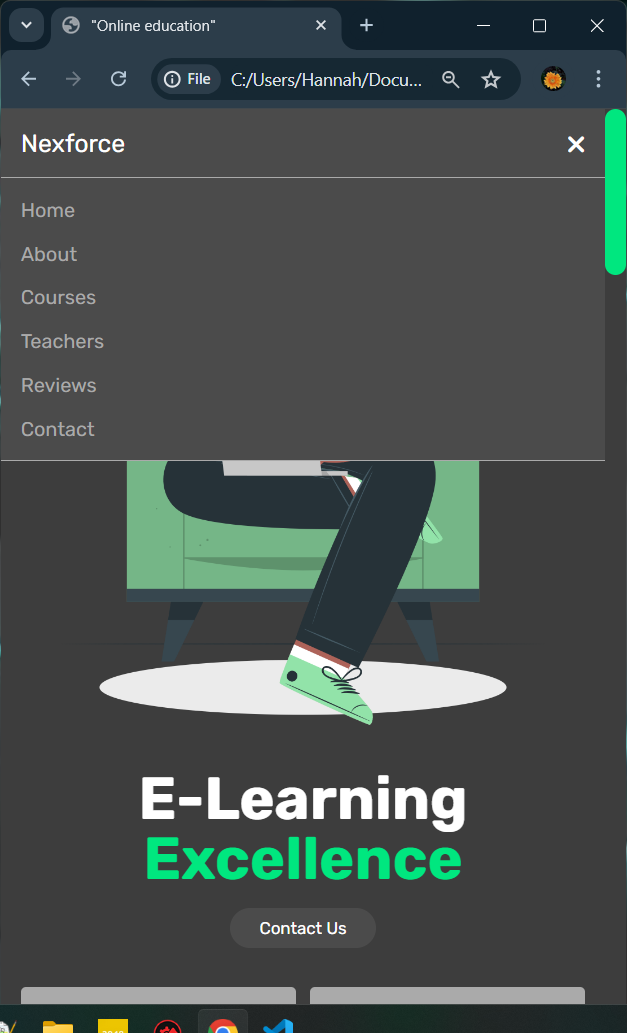 "Online education"
File C:/Users/Hannah/Docu...
Nexforce
Home
About
Courses
Teachers
Reviews
Contact
E-Learning
Excellence
Contact Us